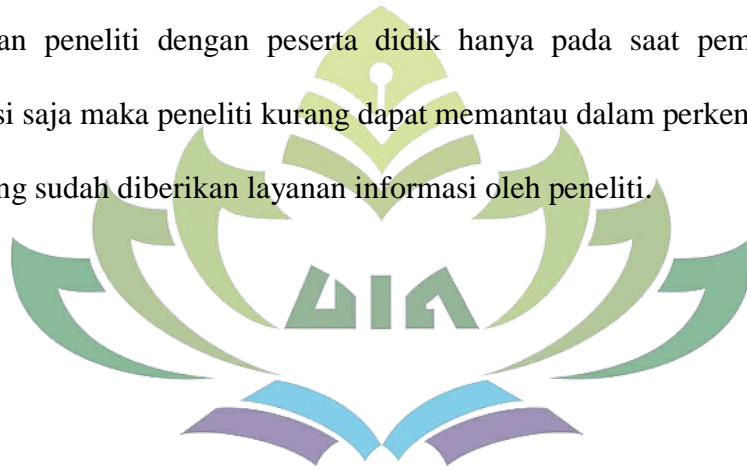 an peneliti dengan peserta didik hanya pada saat pem
si saja maka peneliti kurang dapat memantau dalam perken
ng sudah diberikan layanan informasi oleh peneliti.
UIN